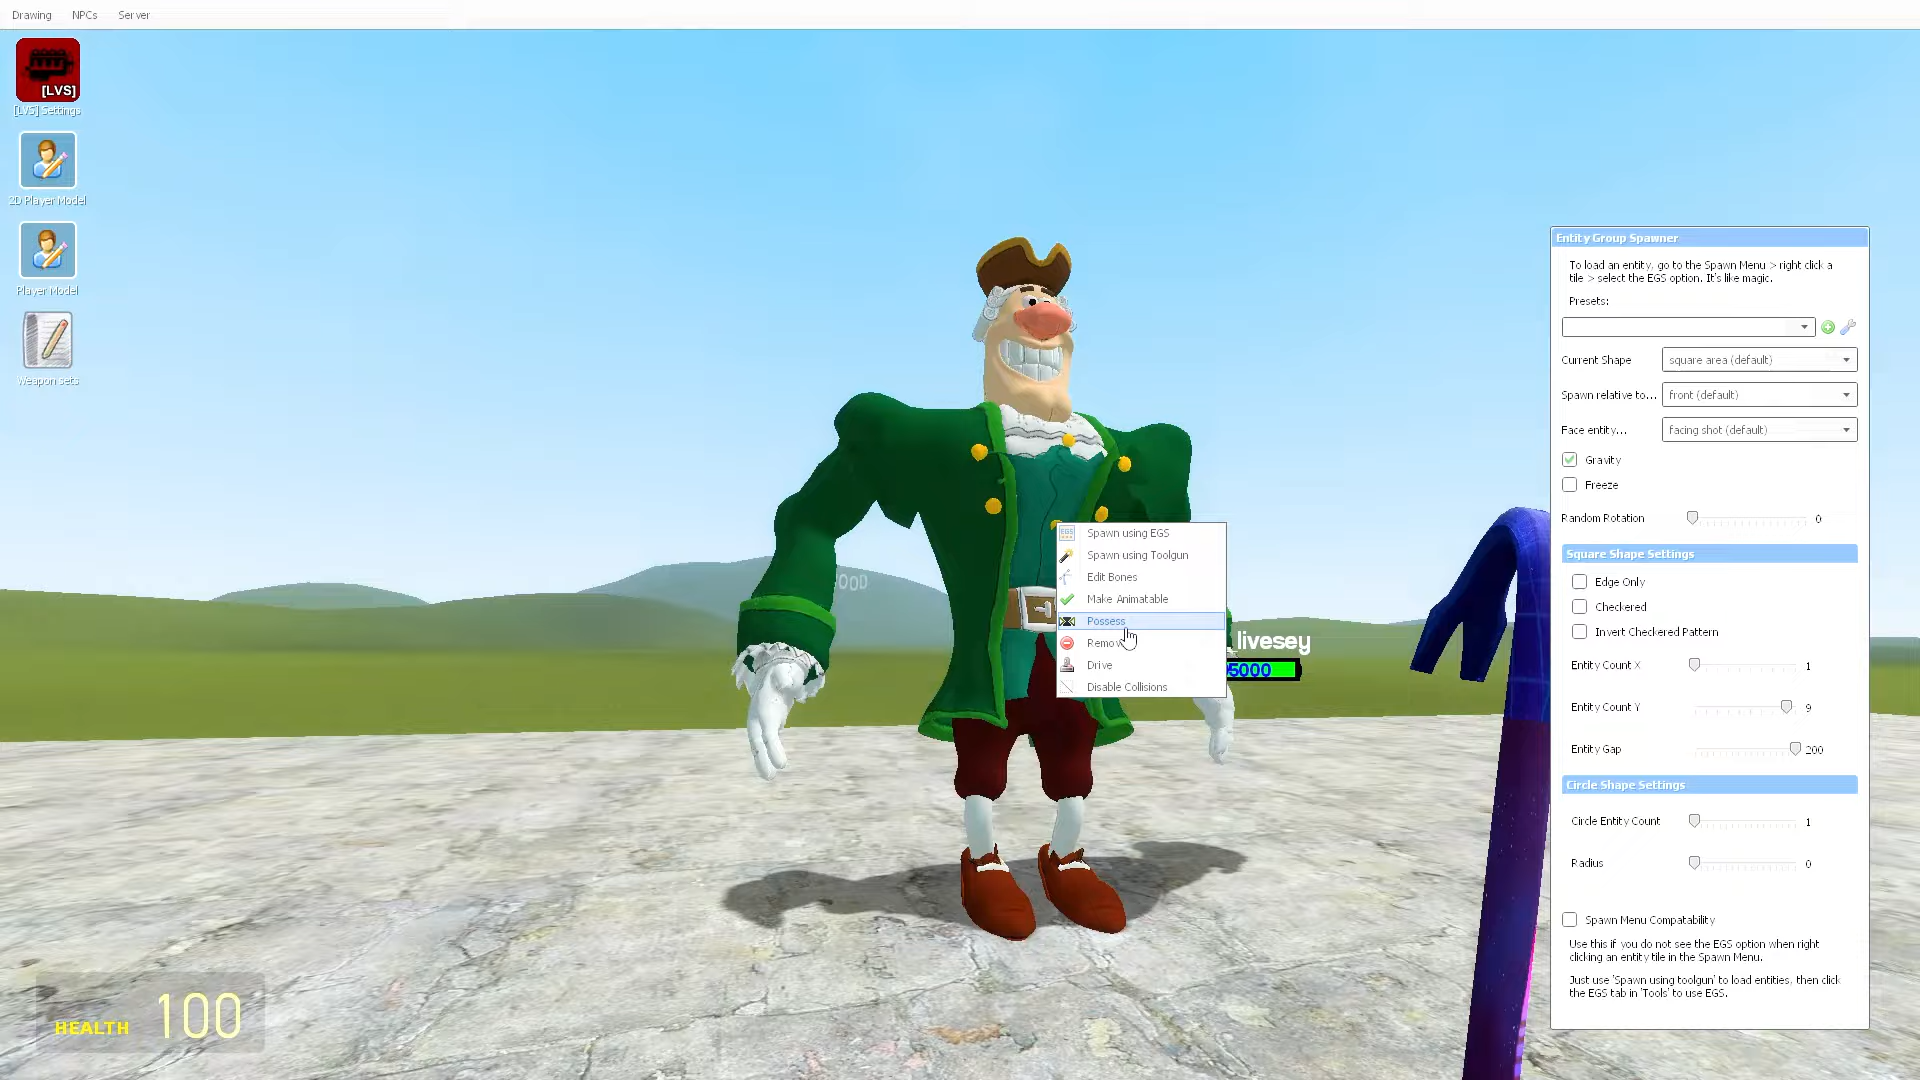 Drawing NPCs Server
[LVS]
[LVS] Settings
2D Player Model
Player Model
Weapon sets
Spawn using EGS
Spawn using Toolgun
Edit Bones
Make Animatable
Possess
Remov
Drive
Disable Collisions
livesey
5000
HEALTH 100
Entity Group Spawner
To load an entity, go to the Spawn Menu > right click a
tile > select the EGS option. It's like magic.
Presets:
Current Shape square area (default)
Spawn relative to... front (default)
Face entity... facing shot (default)
Gravity
Freeze
Random Rotation 0
Square Shape Settings
Edge Only
Checkered
Invert Checkered Pattern
Entity Count X 1
Entity Count Y 9
Entity Gap 200
Circle Shape Settings
Circle Entity Count 1
Radius 0
Spawn Menu Compatability
Use this if you do not see the EGS option when right
clicking an entity tile in the Spawn Menu.
Just use 'Spawn using toolgun' to load entities, then click
the EGS tab in 'Tools' to use EGS.